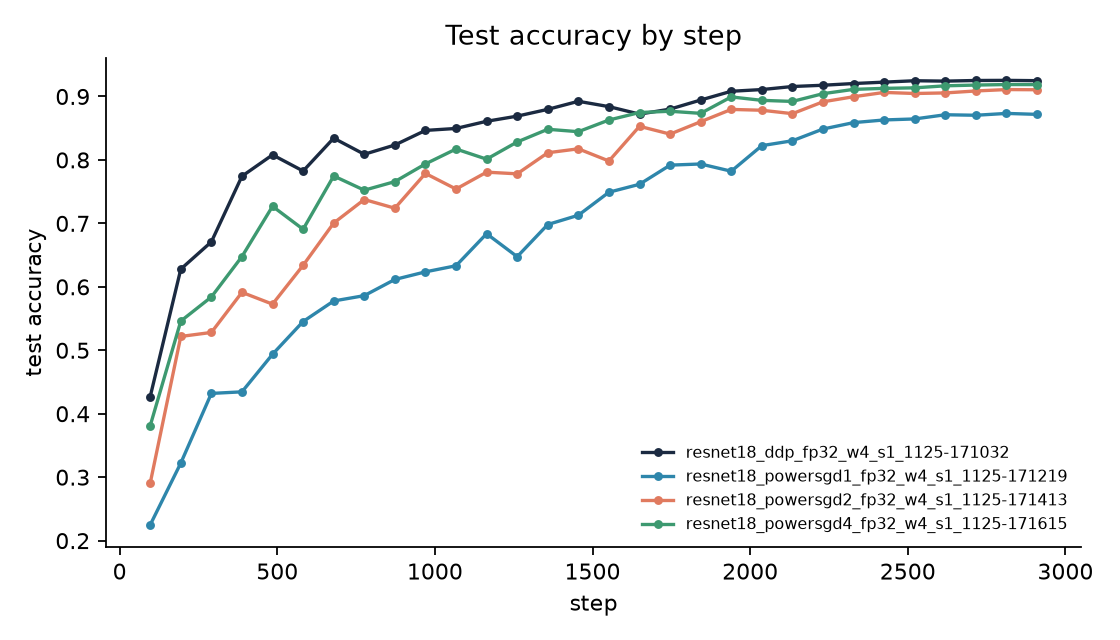 Test accuracy by step
test accuracy
0.9
0.8
0.7
0.6
0.5
0.4
0.3
0.2
resnet18_ddp_fp32_w4_s1_1125-171032
resnet18_powersgd1_fp32_w4_s1_1125-171219
resnet18_powersgd2_fp32_w4_s1_1125-171413
resnet18_powersgd4_fp32_w4_s1_1125-171615
0 500 1000 1500 2000 2500 3000
step